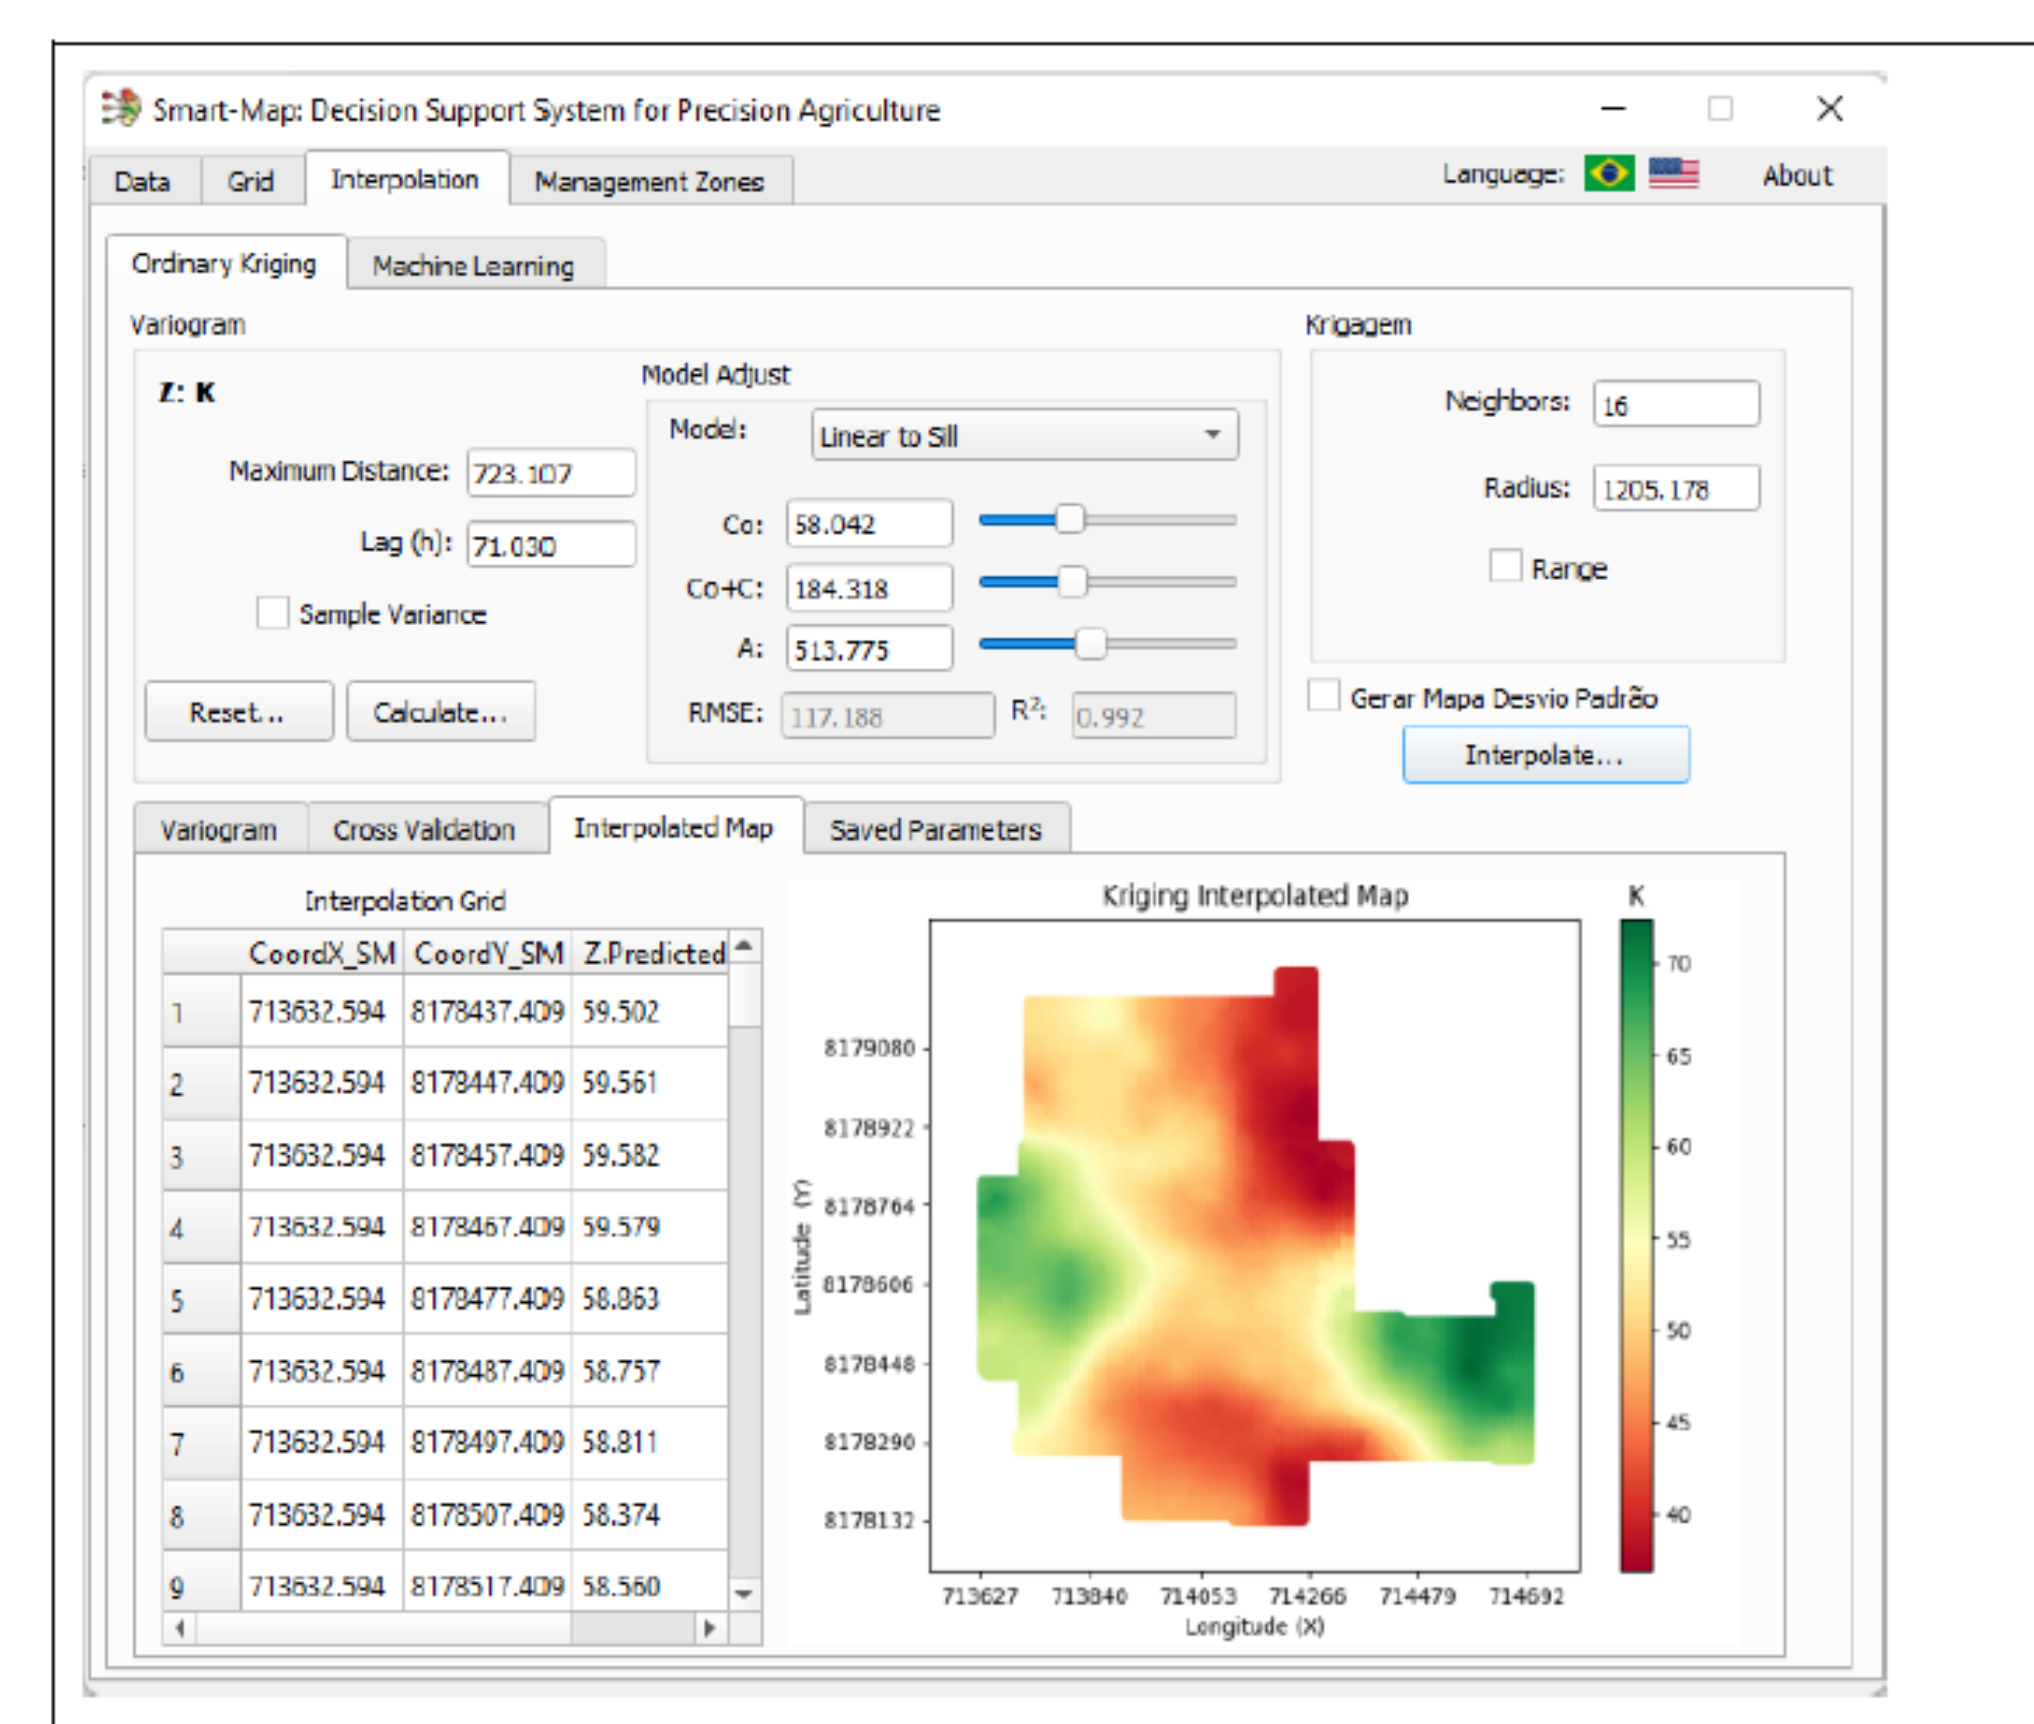 Smart-Map: Decision Support System for Precision Agriculture
Data Grid Interpolation Management Zones Language: About
Ordinary Kriging Machine Learning
Variogram Krigagem
Z: K
Model Adjust
Model: Linear to Sill
Neighbors: 16
Maximum Distance: 723.107
Radius: 1205.178
Lag (h): 71.030
Co: 58.042
Range
Co+C: 184.318
Sample Variance
A: 513.775
Reset... Calculate...
RMSE: 117.188 R²: 0.992
Gerar Mapa Desvio Padrão
Interpolate...
Variogram Cross Validation Interpolated Map Saved Parameters
Interpolation Grid
CoordX_SM CoordY_SM Z.Predicted
1 713632.594 8178437.409 59.502
2 713632.594 8178447.409 59.561
3 713632.594 8178457.409 59.582
4 713632.594 8178467.409 59.579
5 713632.594 8178477.409 58.863
6 713632.594 8178487.409 58.757
7 713632.594 8178497.409 58.811
8 713632.594 8178507.409 58.374
9 713632.594 8178517.409 58.560
Kriging Interpolated Map
K
Latitude (Y)
8179080
8178922
8178764
8178606
8178448
8178290
8178132
713627 713840 714053 714266 714479 714692
Longitude (X)
70
65
60
55
50
45
40